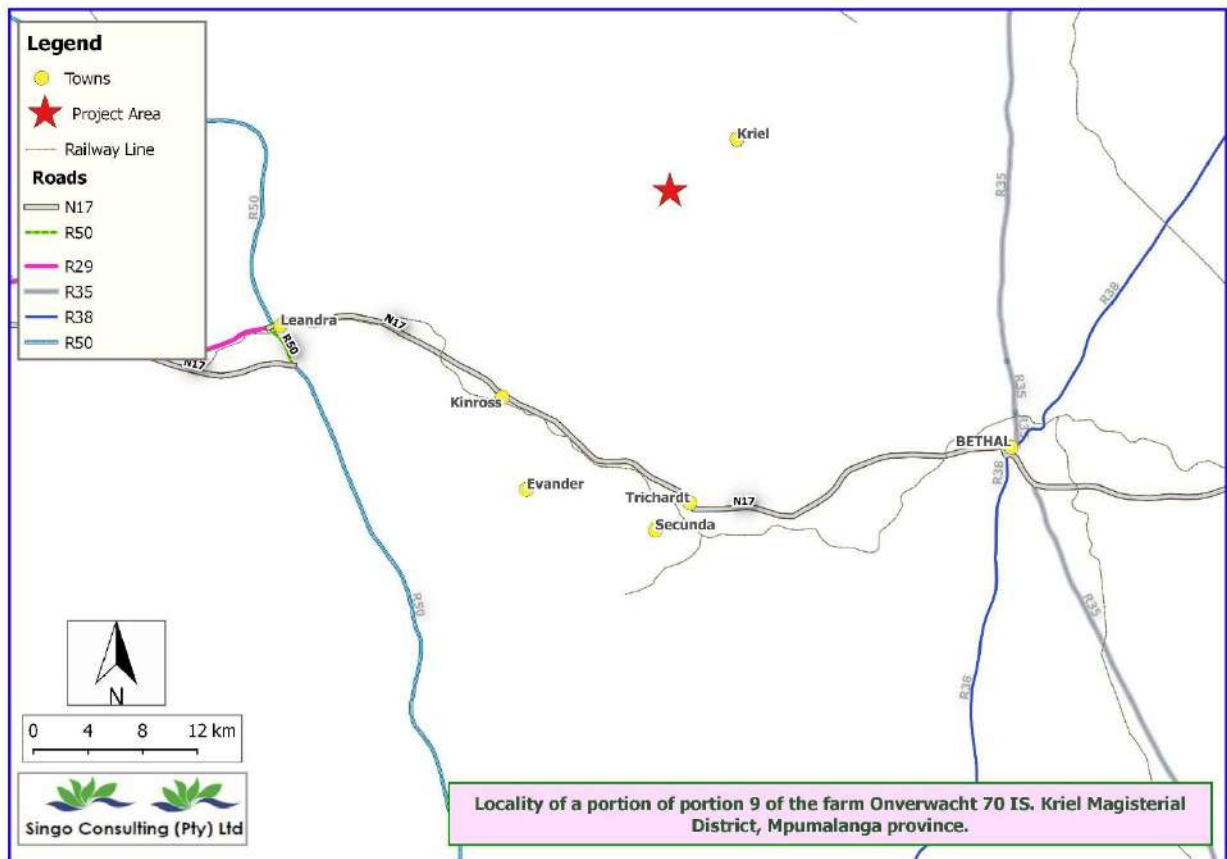 Legend
Towns
Project Area
Railway Line
Roads
N17
R50
R29
R35
R38
R50
Kriel
R35
R50
R38
Leandra
N17
R50
N17
R35
Kinross
BETHAL
R38
Evander
Trichardt
N17
Secunda
R50
R35
R38
N
0 4 8 12 km
Singo Consulting (Pty) Ltd
Locality of a portion of portion 9 of the farm Onverwacht 70 IS. Kriel Magisterial
District, Mpumalanga province.